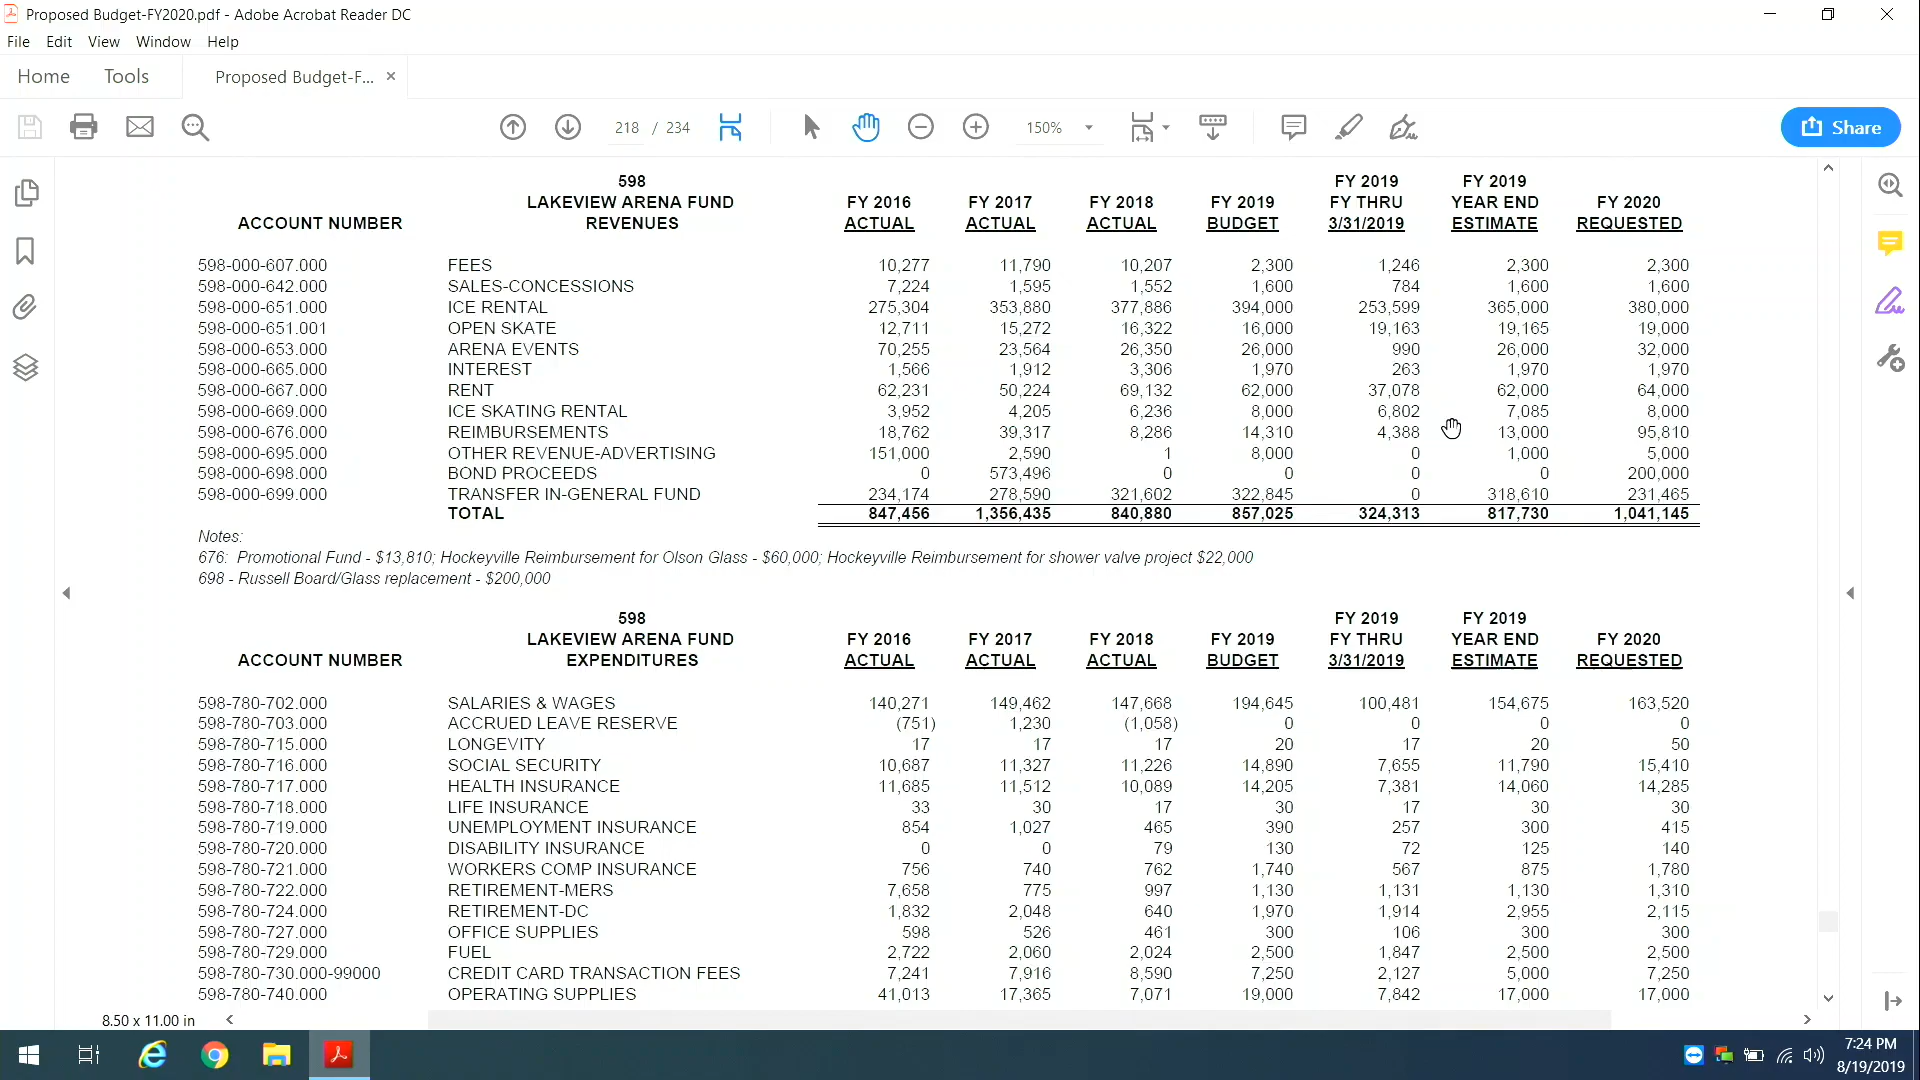 Proposed Budget-FY2020.pdf - Adobe Acrobat Reader DC
File Edit View Window Help
Home Tools Proposed Budget-F... ×
218 / 234 150% Share
598
LAKEVIEW ARENA FUND
REVENUES
ACCOUNT NUMBER FY 2016 ACTUAL FY 2017 ACTUAL FY 2018 ACTUAL FY 2019 BUDGET FY 2019 FY THRU 3/31/2019 FY 2019 YEAR END ESTIMATE FY 2020 REQUESTED
598-000-607.000 FEES 10,277 11,790 10,207 2,300 1,246 2,300 2,300
598-000-642.000 SALES-CONCESSIONS 7,224 1,595 1,552 1,600 784 1,600 1,600
598-000-651.000 ICE RENTAL 275,304 353,880 377,886 394,000 253,599 365,000 380,000
598-000-651.001 OPEN SKATE 12,711 15,272 16,322 16,000 19,163 19,165 19,000
598-000-653.000 ARENA EVENTS 70,255 23,564 26,350 26,000 990 26,000 32,000
598-000-665.000 INTEREST 1,566 1,912 3,306 1,970 263 1,970 1,970
598-000-667.000 RENT 62,231 50,224 69,132 62,000 37,078 62,000 64,000
598-000-669.000 ICE SKATING RENTAL 3,952 4,205 6,236 8,000 6,802 7,085 8,000
598-000-676.000 REIMBURSEMENTS 18,762 39,317 8,286 14,310 4,388 13,000 95,810
598-000-695.000 OTHER REVENUE-ADVERTISING 151,000 2,590 1 8,000 0 1,000 5,000
598-000-698.000 BOND PROCEEDS 0 573,496 0 0 0 0 200,000
598-000-699.000 TRANSFER IN-GENERAL FUND 234,174 278,590 321,602 322,845 0 318,610 231,465
TOTAL 847,456 1,356,435 840,880 857,025 324,313 817,730 1,041,145
Notes:
676: Promotional Fund - $13,810; Hockeyville Reimbursement for Olson Glass - $60,000; Hockeyville Reimbursement for shower valve project $22,000
698 - Russell Board/Glass replacement - $200,000
598
LAKEVIEW ARENA FUND
EXPENDITURES
ACCOUNT NUMBER FY 2016 ACTUAL FY 2017 ACTUAL FY 2018 ACTUAL FY 2019 BUDGET FY 2019 FY THRU 3/31/2019 FY 2019 YEAR END ESTIMATE FY 2020 REQUESTED
598-780-702.000 SALARIES & WAGES 140,271 149,462 147,668 194,645 100,481 154,675 163,520
598-780-703.000 ACCRUED LEAVE RESERVE (751) 1,230 (1,058) 0 0 0 0
598-780-715.000 LONGEVITY 17 17 17 20 17 20 50
598-780-716.000 SOCIAL SECURITY 10,687 11,327 11,226 14,890 7,655 11,790 15,410
598-780-717.000 HEALTH INSURANCE 11,685 11,512 10,089 14,205 7,381 14,060 14,285
598-780-718.000 LIFE INSURANCE 33 30 17 30 17 30 30
598-780-719.000 UNEMPLOYMENT INSURANCE 854 1,027 465 390 257 300 415
598-780-720.000 DISABILITY INSURANCE 0 0 79 130 72 125 140
598-780-721.000 WORKERS COMP INSURANCE 756 740 762 1,740 567 875 1,780
598-780-722.000 RETIREMENT-MERS 7,658 775 997 1,130 1,131 1,130 1,310
598-780-724.000 RETIREMENT-DC 1,832 2,048 640 1,970 1,914 2,955 2,115
598-780-727.000 OFFICE SUPPLIES 598 526 461 300 106 300 300
598-780-729.000 FUEL 2,722 2,060 2,024 2,500 1,847 2,500 2,500
598-780-730.000-99000 CREDIT CARD TRANSACTION FEES 7,241 7,916 8,590 7,250 2,127 5,000 7,250
598-780-740.000 OPERATING SUPPLIES 41,013 17,365 7,071 19,000 7,842 17,000 17,000
8.50 x 11.00 in
7:24 PM
8/19/2019